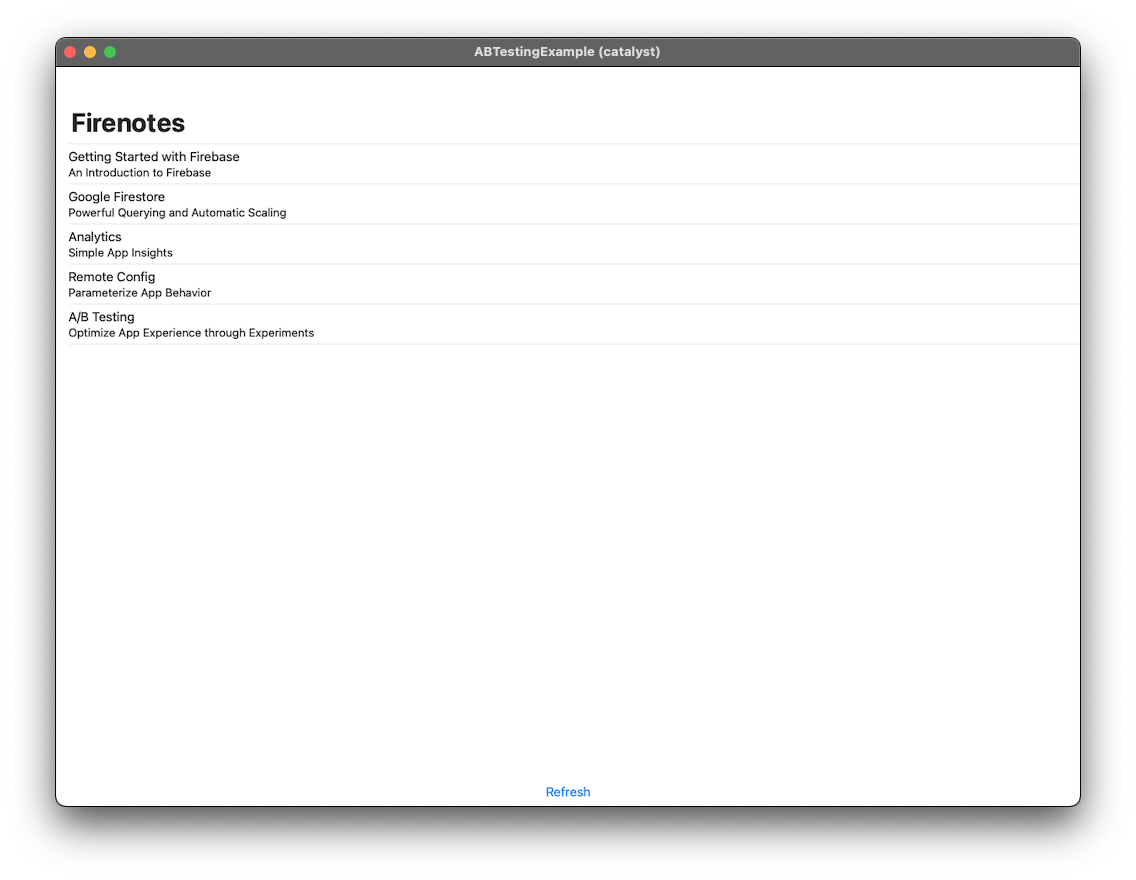 ABTestingExample (catalyst)
Firenotes
Getting Started with Firebase
An Introduction to Firebase
Google Firestore
Powerful Querying and Automatic Scaling
Analytics
Simple App Insights
Remote Config
Parameterize App Behavior
A/B Testing
Optimize App Experience through Experiments
Refresh